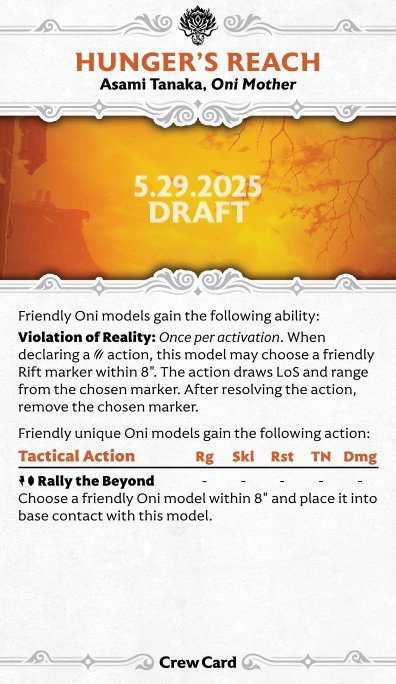 HUNGER'S REACH
Asami Tanaka, Oni Mother
5.29.2025
DRAFT
Friendly Oni models gain the following ability:
Violation of Reality: Once per activation. When
declaring a action, this model may choose a friendly
Rift marker within 8". The action draws LoS and range
from the chosen marker. After resolving the action,
remove the chosen marker.
Friendly unique Oni models gain the following action:
Tactical Action Rg Skl Rst TN Dmg
Rally the Beyond - - - - -
Choose a friendly Oni model within 8" and place it into
base contact with this model.
Crew Card